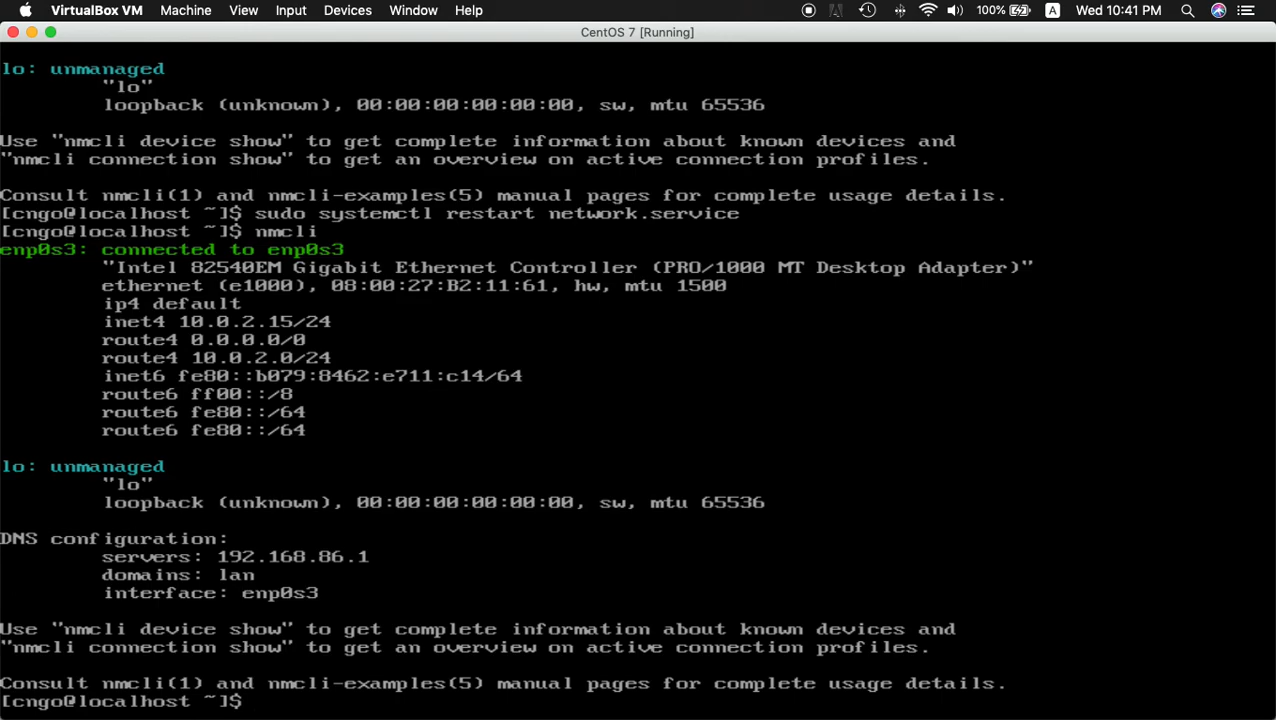 VirtualBox VM Machine View Input Devices Window Help 100% A Wed 10:41 PM
CentOS 7 [Running]
lo: unmanaged
"lo"
loopback (unknown), 00:00:00:00:00:00, sw, mtu 65536
Use "nmcli device show" to get complete information about known devices and
"nmcli connection show" to get an overview on active connection profiles.
Consult nmcli(1) and nmcli-examples(5) manual pages for complete usage details.
[cngo@localhost ~]$ sudo systemctl restart network.service
[cngo@localhost ~]$ nmcli
enp0s3: connected to enp0s3
"Intel 82540EM Gigabit Ethernet Controller (PRO/1000 MT Desktop Adapter)"
ethernet (e1000), 08:00:27:B2:11:61, hw, mtu 1500
ip4 default
inet4 10.0.2.15/24
route4 0.0.0.0/0
route4 10.0.2.0/24
inet6 fe80::b079:8462:e711:c14/64
route6 ff00::/8
route6 fe80::/64
route6 fe80::/64
lo: unmanaged
"lo"
loopback (unknown), 00:00:00:00:00:00, sw, mtu 65536
DNS configuration:
servers: 192.168.86.1
domains: lan
interface: enp0s3
Use "nmcli device show" to get complete information about known devices and
"nmcli connection show" to get an overview on active connection profiles.
Consult nmcli(1) and nmcli-examples(5) manual pages for complete usage details.
[cngo@localhost ~]$